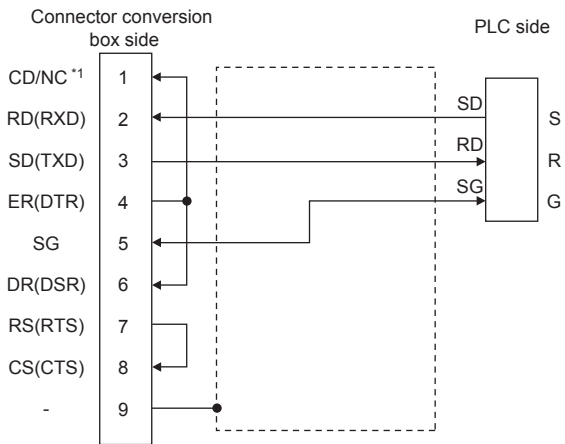 Connector conversion
box side
PLC side
CD/NC *1 1
RD(RXD) 2 SD S
SD(TXD) 3 RD R
ER(DTR) 4 SG G
SG 5
DR(DSR) 6
RS(RTS) 7
CS(CTS) 8
- 9